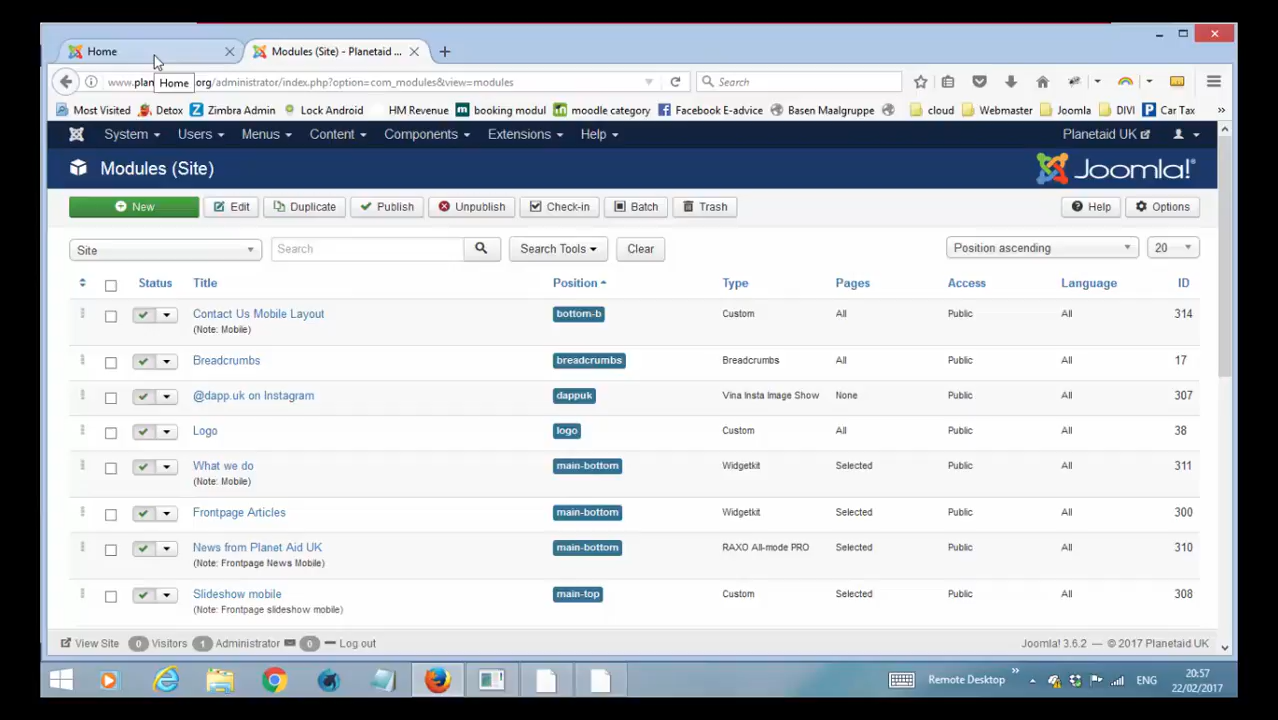 Home
Modules (Site) - Planetaid ...
www.plan
Home
org/administrator/index.php?option=com_modules&view=modules
Search
Most Visited Detox Zimbra Admin Lock Android HM Revenue booking modul moodle category Facebook E-advice Basen Maalgruppe cloud Webmaster Joomla DIVI Car Tax
System Users Menus Content Components Extensions Help Planetaid UK
Modules (Site) Joomla!®
New Edit Duplicate Publish Unpublish Check-in Batch Trash Help Options
Site Search Search Tools Clear Position ascending 20
Status Title Position Type Pages Access Language ID
Contact Us Mobile Layout bottom-b Custom All Public All 314
(Note: Mobile)
Breadcrumbs breadcrumbs Breadcrumbs All Public All 17
@dapp.uk on Instagram dappuk Vina Insta Image Show None Public All 307
Logo logo Custom All Public All 38
What we do main-bottom Widgetkit Selected Public All 311
(Note: Mobile)
Frontpage Articles main-bottom Widgetkit Selected Public All 300
News from Planet Aid UK main-bottom RAXO All-mode PRO Selected Public All 310
(Note: Frontpage News Mobile)
Slideshow mobile main-top Custom Selected Public All 308
(Note: Frontpage slideshow mobile)
View Site 0 Visitors 1 Administrator 0 Log out Joomla! 3.6.2 — © 2017 Planetaid UK
Remote Desktop ENG 20:57
22/02/2017